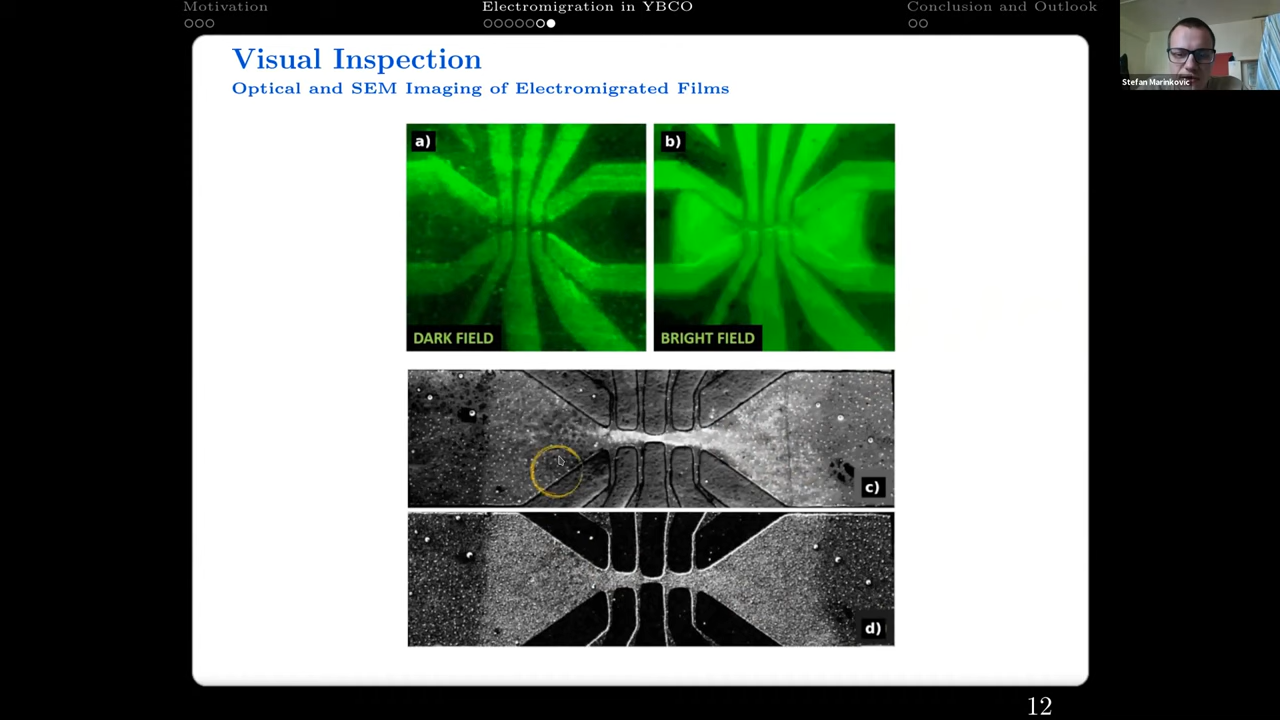 Motivation
Electromigration in YBCO
Conclusion and Outlook
Visual Inspection
Optical and SEM Imaging of Electromigrated Films
a)
b)
DARK FIELD
BRIGHT FIELD
c)
d)
12
Stefan Marinkovic